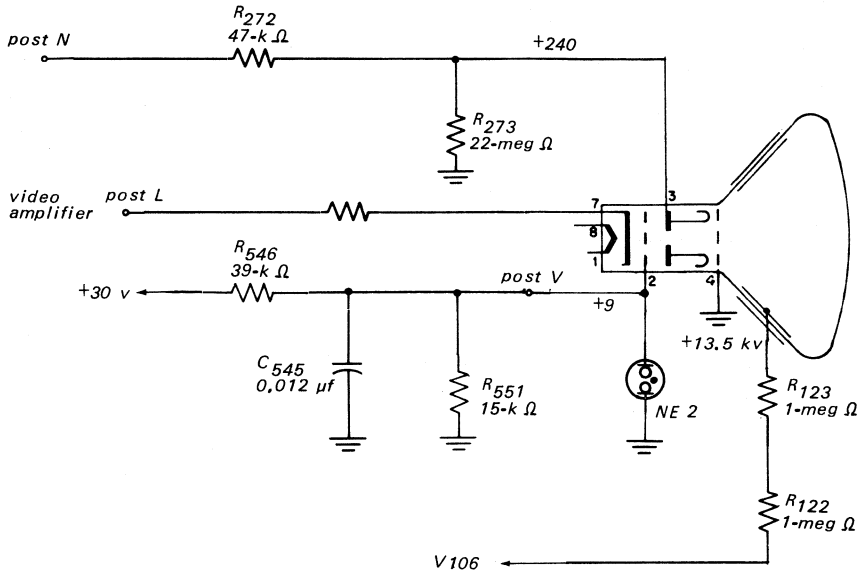 R272
47-k Ω
post N
+240
R273
22-meg Ω
video
amplifier
post L
7
3
8
1
2
4
R546
39-k Ω
post V
+30 v
+9
+13.5 kv
C545
0.012 μf
R551
15-k Ω
NE 2
R123
1-meg Ω
R122
1-meg Ω
V106